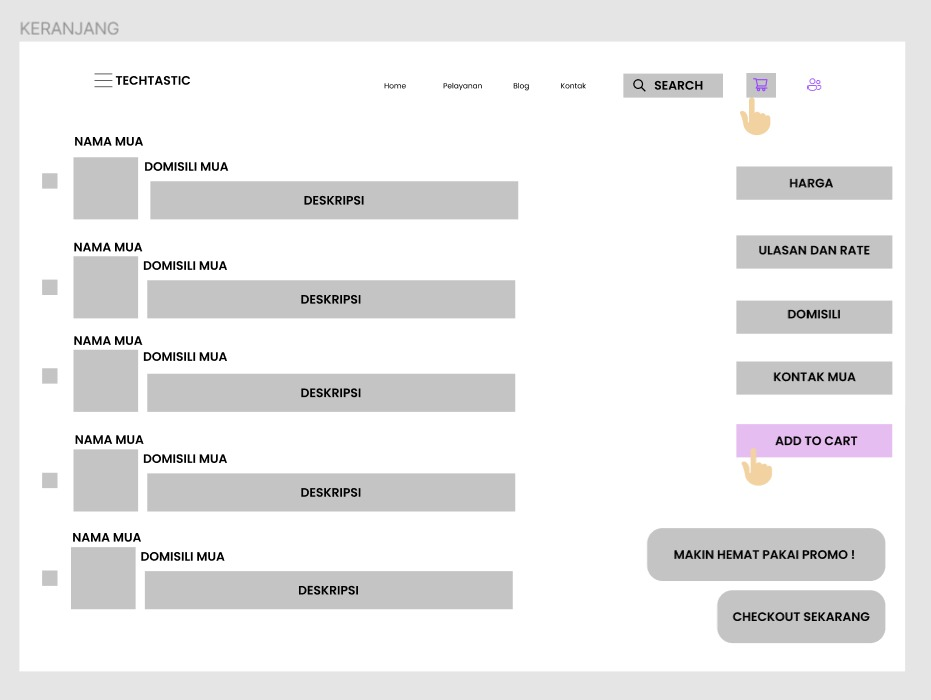 KERANJANG
TECHTASTIC
Home
Pelayanan
Blog
Kontak
SEARCH
NAMA MUA
DOMISILI MUA
DESKRIPSI
NAMA MUA
DOMISILI MUA
DESKRIPSI
NAMA MUA
DOMISILI MUA
DESKRIPSI
NAMA MUA
DOMISILI MUA
DESKRIPSI
NAMA MUA
DOMISILI MUA
DESKRIPSI
HARGA
ULASAN DAN RATE
DOMISILI
KONTAK MUA
ADD TO CART
MAKIN HEMAT PAKAI PROMO !
CHECKOUT SEKARANG